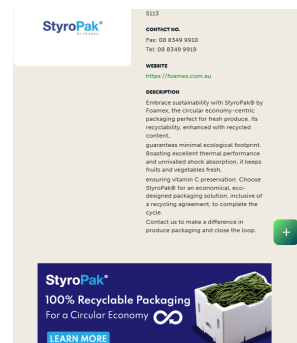 StyroPak®
BY FOAMEX
5113
CONTACT NO.
Fax: 08 8349 9910
Tel: 08 8349 9919
WEBSITE
https://foamex.com.au
DESCRIPTION
Embrace sustainability with StyroPak® by
Foamex, the circular economy-centric
packaging perfect for fresh produce. Its
recyclability, enhanced with recycled
content,
guarantees minimal ecological footprint.
Boasting excellent thermal performance
and unrivalled shock absorption, it keeps
fruits and vegetables fresh,
ensuring vitamin C preservation. Choose
StyroPak® for an economical, eco-
designed packaging solution, inclusive of
a recycling agreement, to complete the
cycle.
Contact us to make a difference in
produce packaging and close the loop.
+
StyroPak®
100% Recyclable Packaging
For a Circular Economy
LEARN MORE